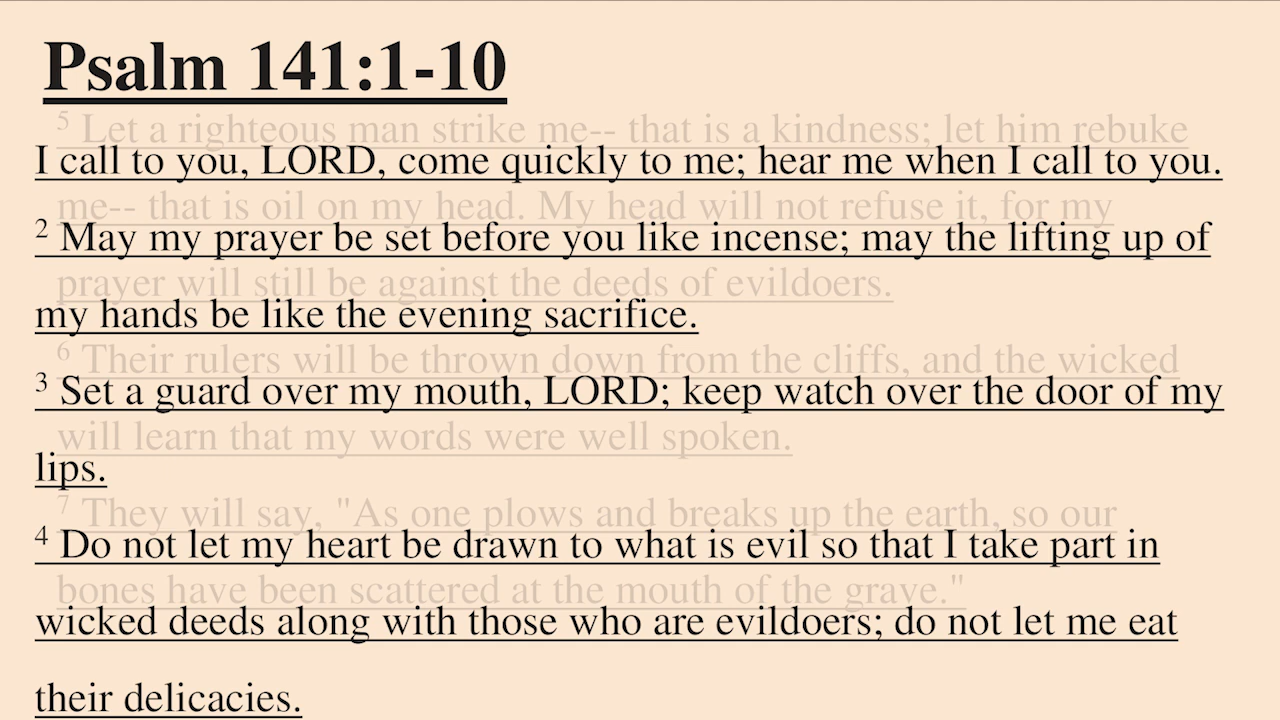 Psalm 141:1-10
5 Let a righteous man strike me-- that is a kindness; let him rebuke
I call to you, LORD, come quickly to me; hear me when I call to you.
me-- that is oil on my head. My head will not refuse it, for my
2 May my prayer be set before you like incense; may the lifting up of
prayer will still be against the deeds of evildoers.
my hands be like the evening sacrifice.
6 Their rulers will be thrown down from the cliffs, and the wicked
3 Set a guard over my mouth, LORD; keep watch over the door of my
will learn that my words were well spoken.
lips.
7 They will say, "As one plows and breaks up the earth, so our
4 Do not let my heart be drawn to what is evil so that I take part in
bones have been scattered at the mouth of the grave."
wicked deeds along with those who are evildoers; do not let me eat
their delicacies.